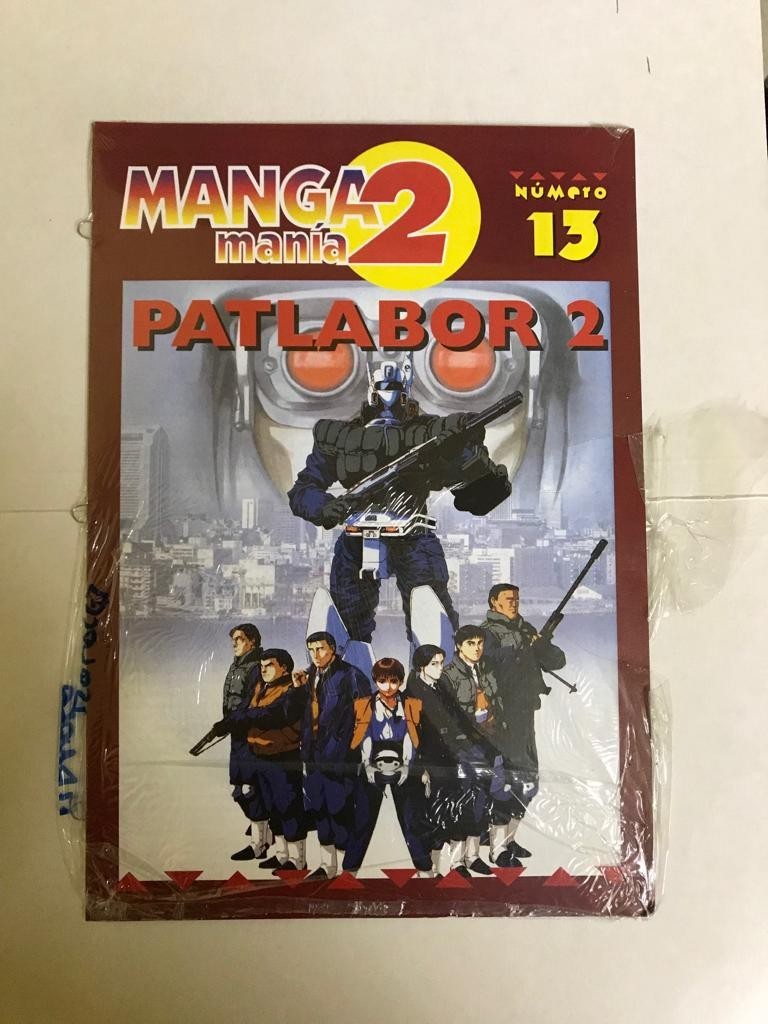 MANGA 2
manía
NÚMERO
13
PATLABOR 2